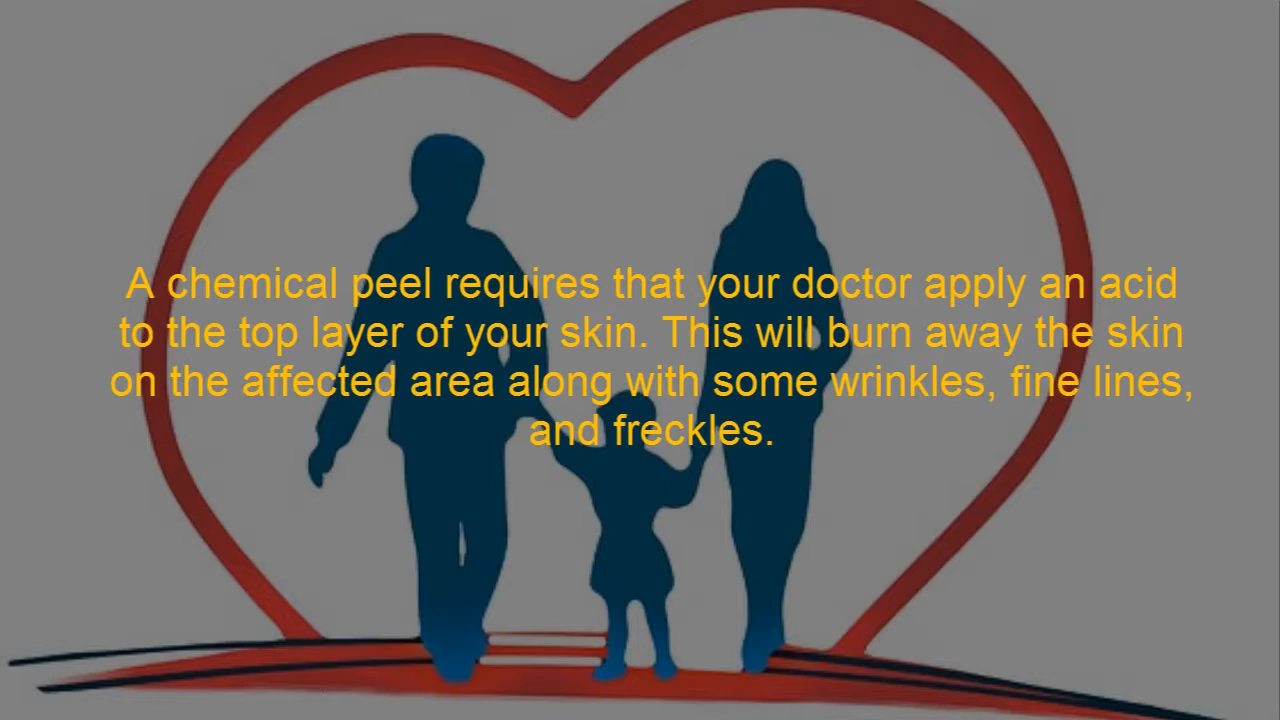 A chemical peel requires that your doctor apply an acid
to the top layer of your skin. This will burn away the skin
on the affected area along with some wrinkles, fine lines,
and freckles.